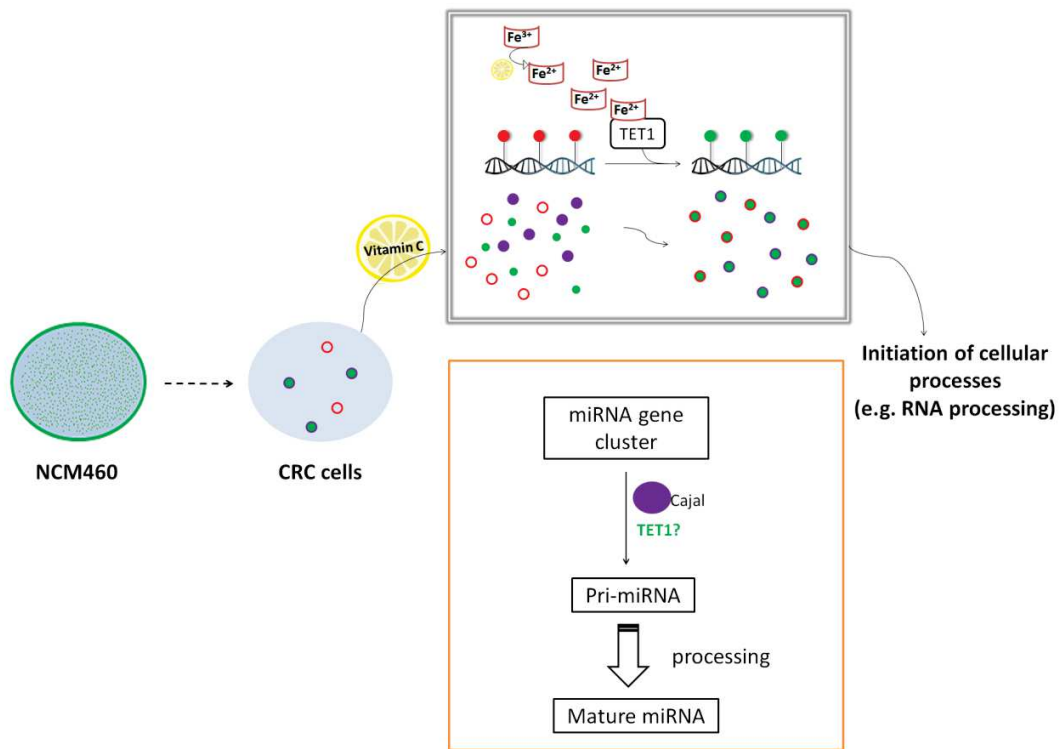 Fe³⁺
Fe²⁺
Fe²⁺
Fe²⁺
Fe²⁺
TET1
Vitamin C
NCM460
CRC cells
Initiation of cellular
processes
(e.g. RNA processing)
miRNA gene
cluster
Cajal
TET1?
Pri-miRNA
processing
Mature miRNA